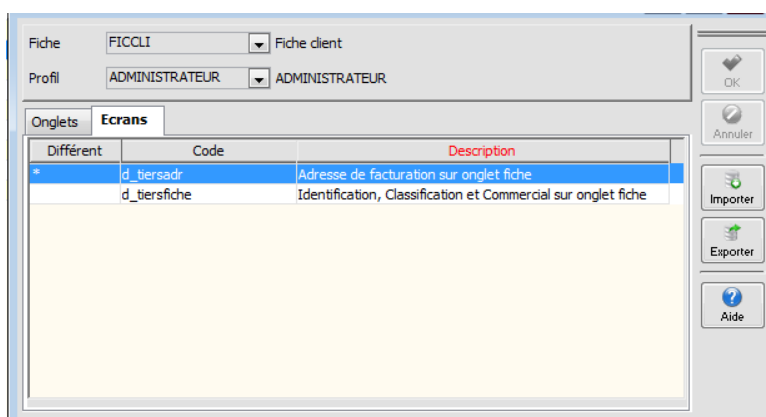 Fiche FICCLI Fiche client
Profil ADMINISTRATEUR ADMINISTRATEUR
OK
Annuler
Importer
Exporter
Aide
Onglets Ecrans
Différent Code Description
* d_tiersadr Adresse de facturation sur onglet fiche
d_tiersfiche Identification, Classification et Commercial sur onglet fiche